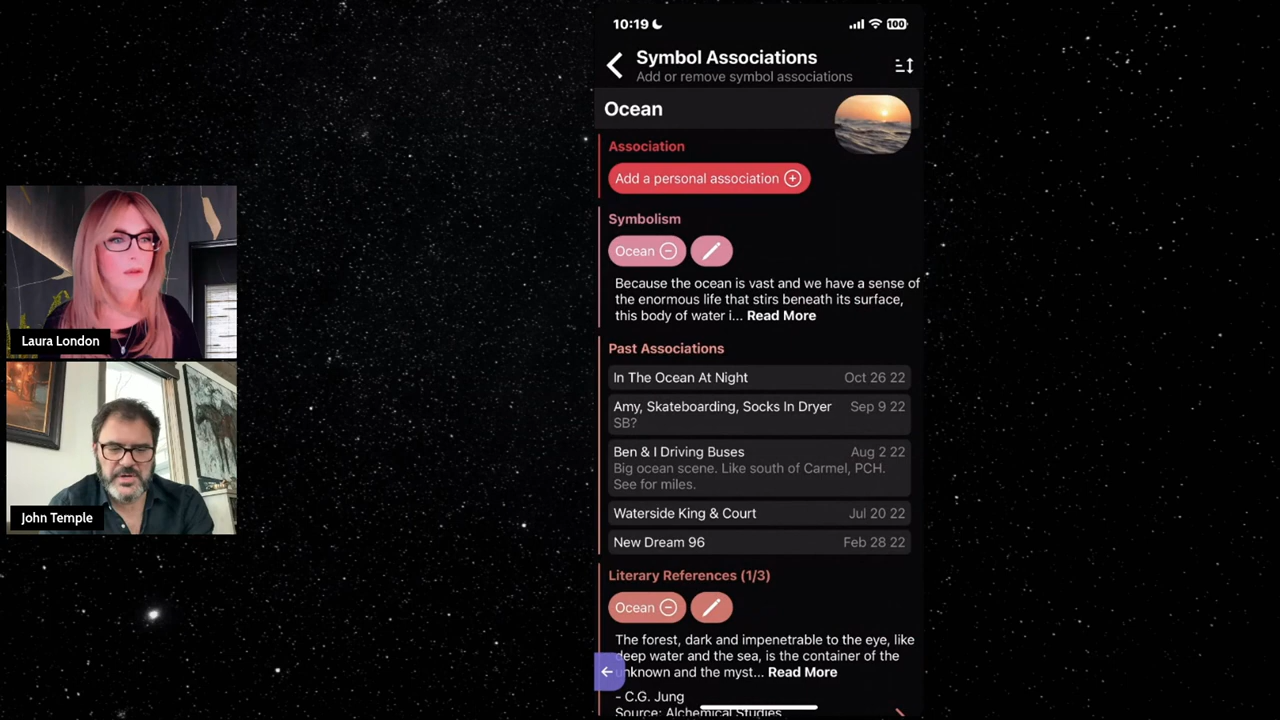 10:19
100
Symbol Associations
Add or remove symbol associations
Ocean
Association
Add a personal association
Symbolism
Ocean
Because the ocean is vast and we have a sense of
the enormous life that stirs beneath its surface,
this body of water i... Read More
Past Associations
In The Ocean At Night Oct 26 22
Amy, Skateboarding, Socks In Dryer Sep 9 22
SB?
Ben & I Driving Buses Aug 2 22
Big ocean scene. Like south of Carmel, PCH.
See for miles.
Waterside King & Court Jul 20 22
New Dream 96 Feb 28 22
Literary References (1/3)
Ocean
The forest, dark and impenetrable to the eye, like
deep water and the sea, is the container of the
unknown and the myst... Read More
- C.G. Jung
Source: Alchemical Studies
Laura London
John Temple